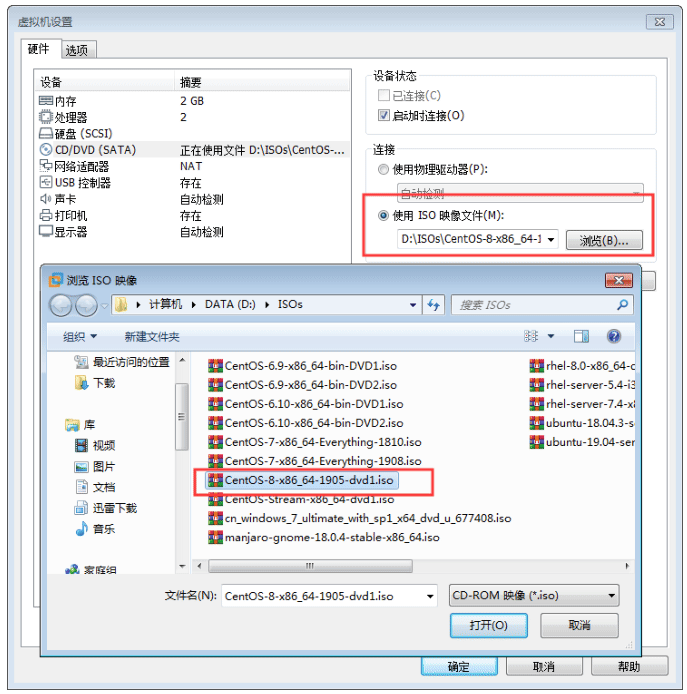 虚拟机设置
硬件 选项
设备 摘要
内存 2 GB
处理器 2
硬盘 (SCSI)
CD/DVD (SATA) 正在使用文件 D:\ISOs\CentOS-...
网络适配器 NAT
USB 控制器 存在
声卡 自动检测
打印机 存在
显示器 自动检测
设备状态
已连接(C)
启动时连接(O)
连接
使用物理驱动器(P):
自动检测
使用 ISO 映像文件(M):
D:\ISOs\CentOS-8-x86_64-1 浏览(B)...
浏览 ISO 映像
计算机 DATA (D:) ISOs 搜索 ISOs
组织 新建文件夹
最近访问的位置
下载
库
视频
图片
文档
迅雷下载
音乐
家庭组
CentOS-6.9-x86_64-bin-DVD1.iso
CentOS-6.9-x86_64-bin-DVD2.iso
CentOS-6.10-x86_64-bin-DVD1.iso
CentOS-6.10-x86_64-bin-DVD2.iso
CentOS-7-x86_64-Everything-1810.iso
CentOS-7-x86_64-Everything-1908.iso
CentOS-8-x86_64-1905-dvd1.iso
CentOS-Stream-x86_64-dvd1.iso
cn_windows_7_ultimate_with_sp1_x64_dvd_u_677408.iso
manjaro-gnome-18.0.4-stable-x86_64.iso
rhel-8.0-x86_64-d
rhel-server-5.4-i3
rhel-server-7.4-x8
ubuntu-18.04.3-s
ubuntu-19.04-ser
文件名(N): CentOS-8-x86_64-1905-dvd1.iso CD-ROM 映像 (*.iso)
打开(O) 取消
确定 取消 帮助